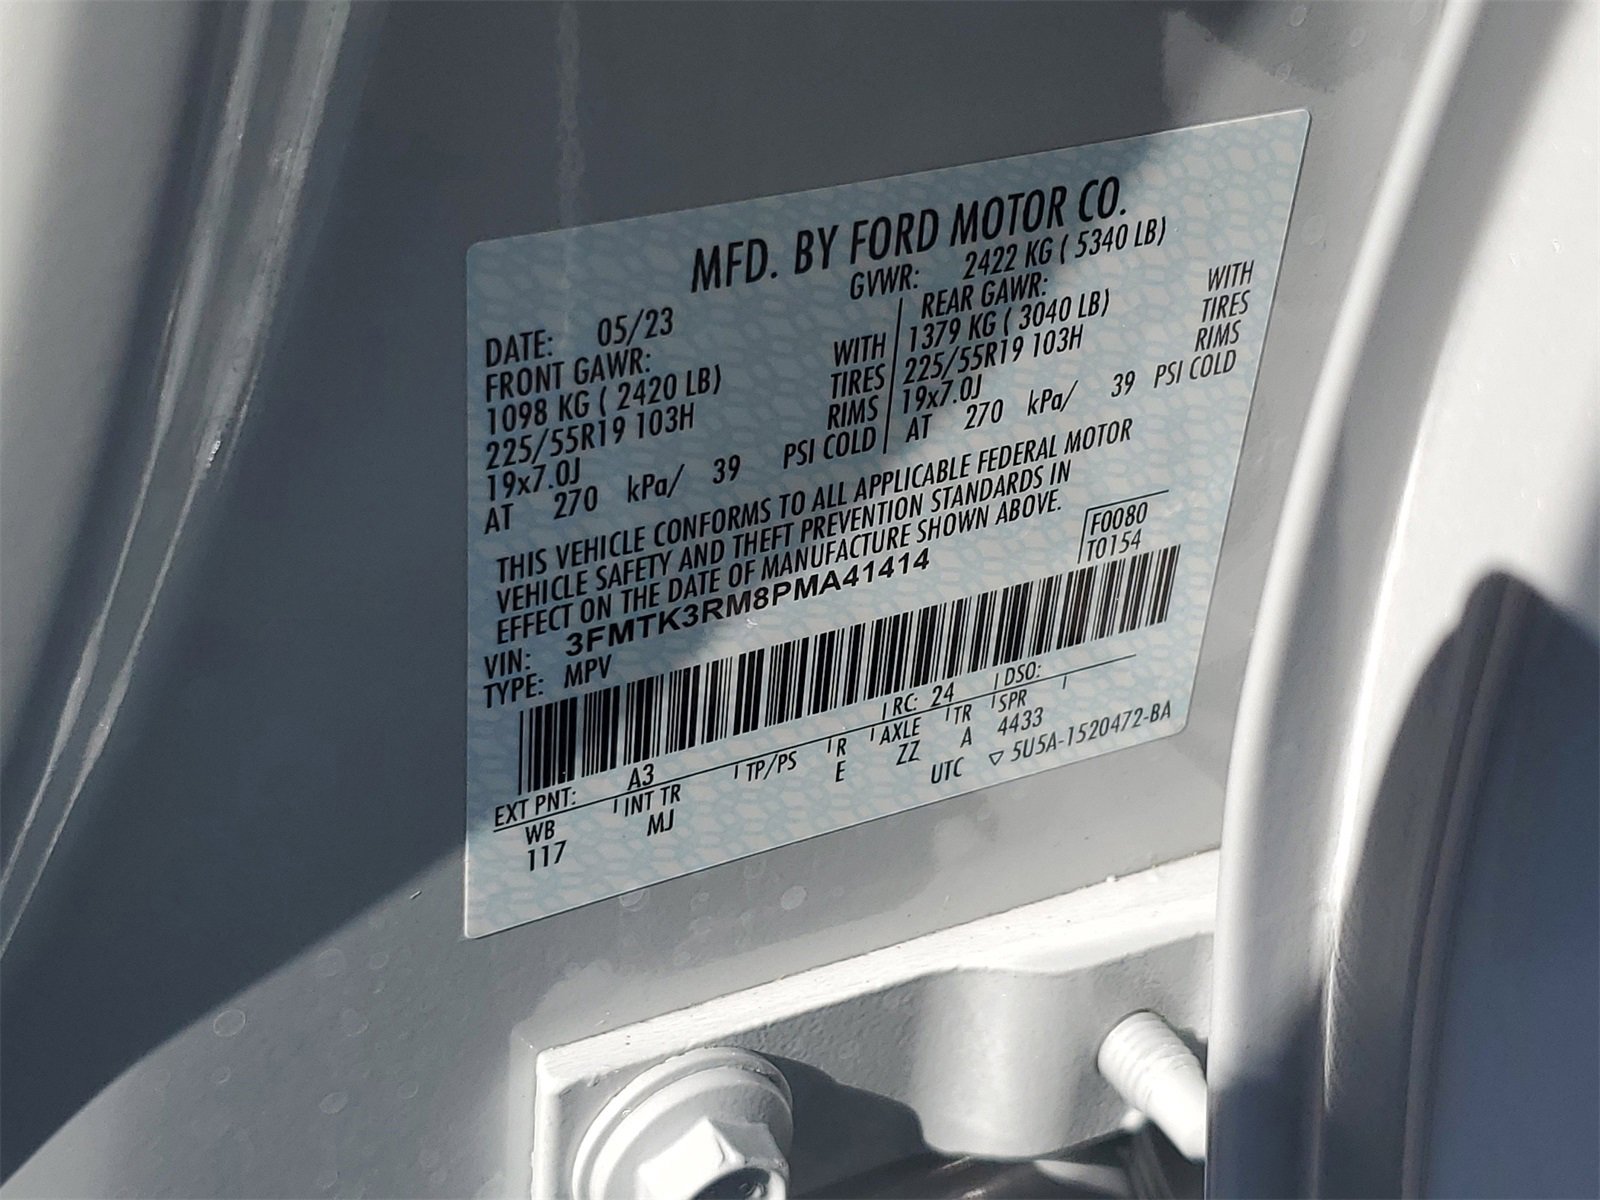 MFD. BY FORD MOTOR CO.
DATE: 05/23 GVWR: 2422 KG ( 5340 LB)
FRONT GAWR: REAR GAWR:
1098 KG ( 2420 LB) WITH 1379 KG ( 3040 LB) WITH
225/55R19 103H TIRES 225/55R19 103H TIRES
19x7.0J RIMS 19x7.0J RIMS
AT 270 kPa/ 39 PSI COLD AT 270 kPa/ 39 PSI COLD
THIS VEHICLE CONFORMS TO ALL APPLICABLE FEDERAL MOTOR
VEHICLE SAFETY AND THEFT PREVENTION STANDARDS IN
EFFECT ON THE DATE OF MANUFACTURE SHOWN ABOVE.
F0080
T0154
VIN: 3FMTK3RM8PMA41414
TYPE: MPV
EXT PNT: A3 RC: 24 DSO:
WB INT TR TP/PS R AXLE TR SPR
117 MJ E ZZ A 4433
UTC ▽ 5U5A-1520472-BA